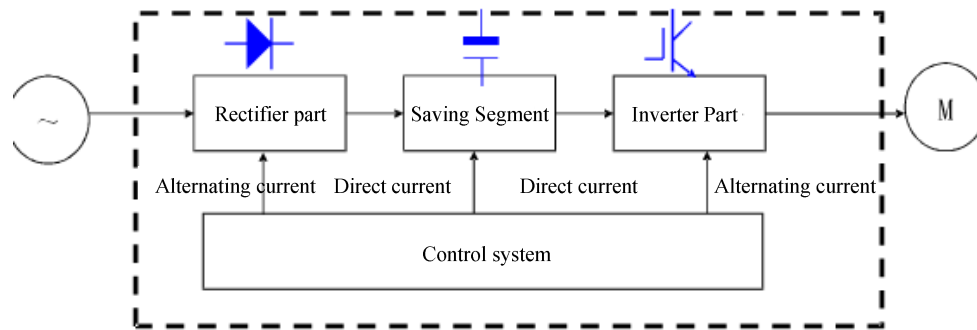 ~
Rectifier part
Saving Segment
Inverter Part
M
Alternating current
Direct current
Direct current
Alternating current
Control system